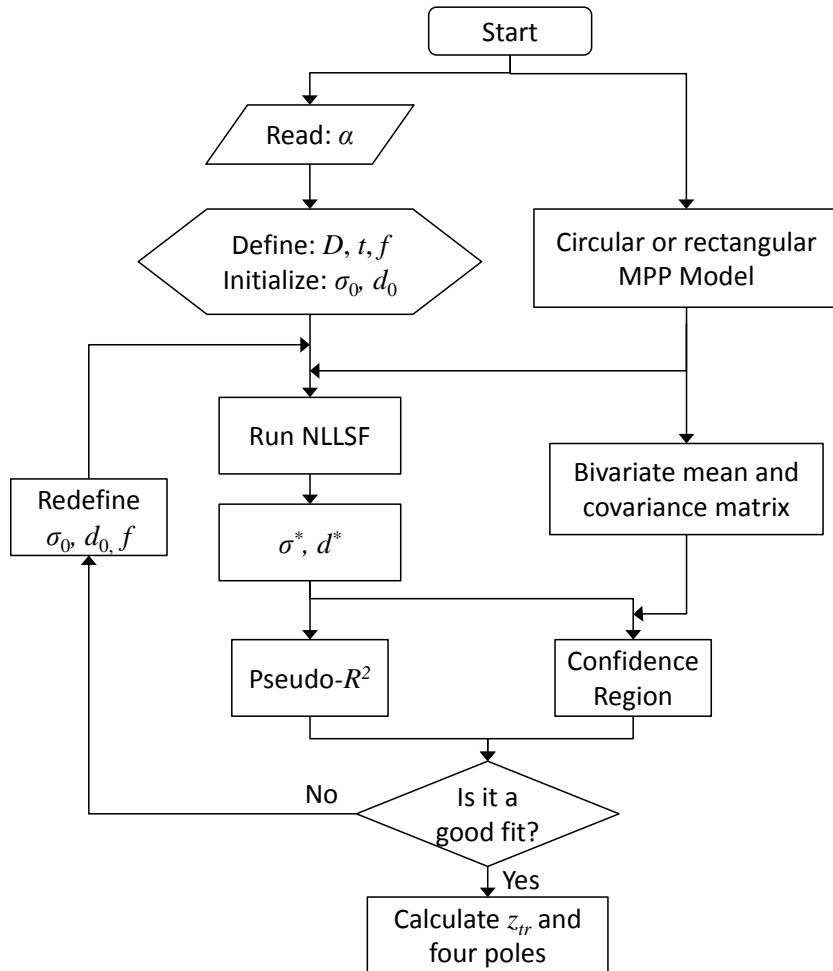 Start
Read: α
Define: D, t, f
Initialize: σ₀, d₀
Circular or rectangular
MPP Model
Run NLLSF
Bivariate mean and
covariance matrix
Redefine
σ₀, d₀, f
σ*, d*
Pseudo-R²
Confidence
Region
No
Is it a
good fit?
Yes
Calculate zₜᵣ and
four poles